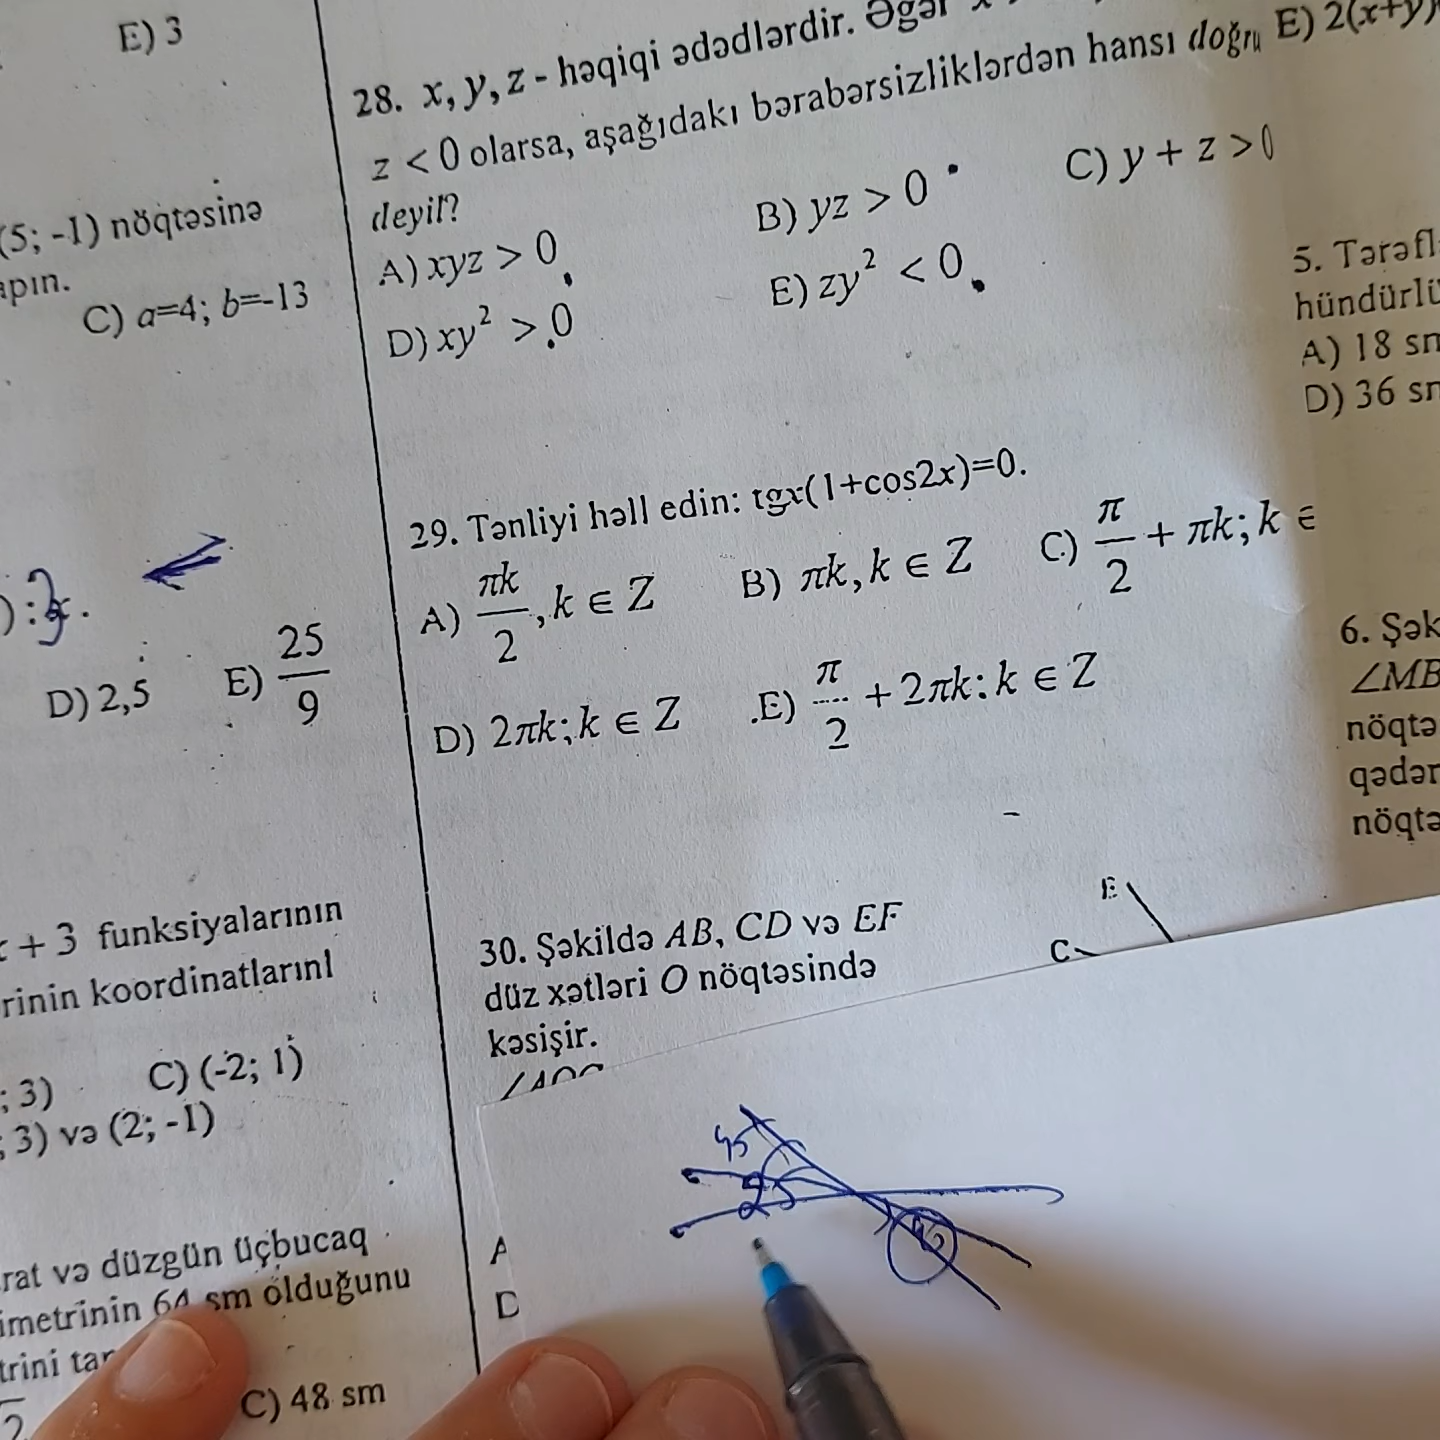 E) 3
(5; -1) nöqtəsinə
apın.
C) a=4; b=-13
D) 2,5 E) 25/9
x + 3 funksiyalarının
rinin koordinatlarını
; 3) C) (-2; 1)
; 3) və (2; -1)
rat və düzgün üçbucaq
imetrinin 64 sm olduğunu
trini
C) 48 sm
28. x, y, z - həqiqi ədədlərdir. Əgər
z < 0 olarsa, aşağıdakı bərabərsizliklərdən hansı doğru
deyil?
A) xyz > 0 B) yz > 0 C) y + z > 0
D) xy² > 0 E) zy² < 0
29. Tənliyi həll edin: tgx(1+cos2x)=0.
A) πk/2, k ∈ Z B) πk, k ∈ Z C) π/2 + πk; k ∈
D) 2πk; k ∈ Z E) π/2 + 2πk: k ∈ Z
30. Şəkildə AB, CD və EF
düz xətləri O nöqtəsində
kəsişir.
E
C
45
25
A
D
E) 2(x+y)
5. Tərəfl
hündürlü
A) 18 sm
D) 36 sm
6. Şək
∠MB
nöqtə
qədər
nöqtə